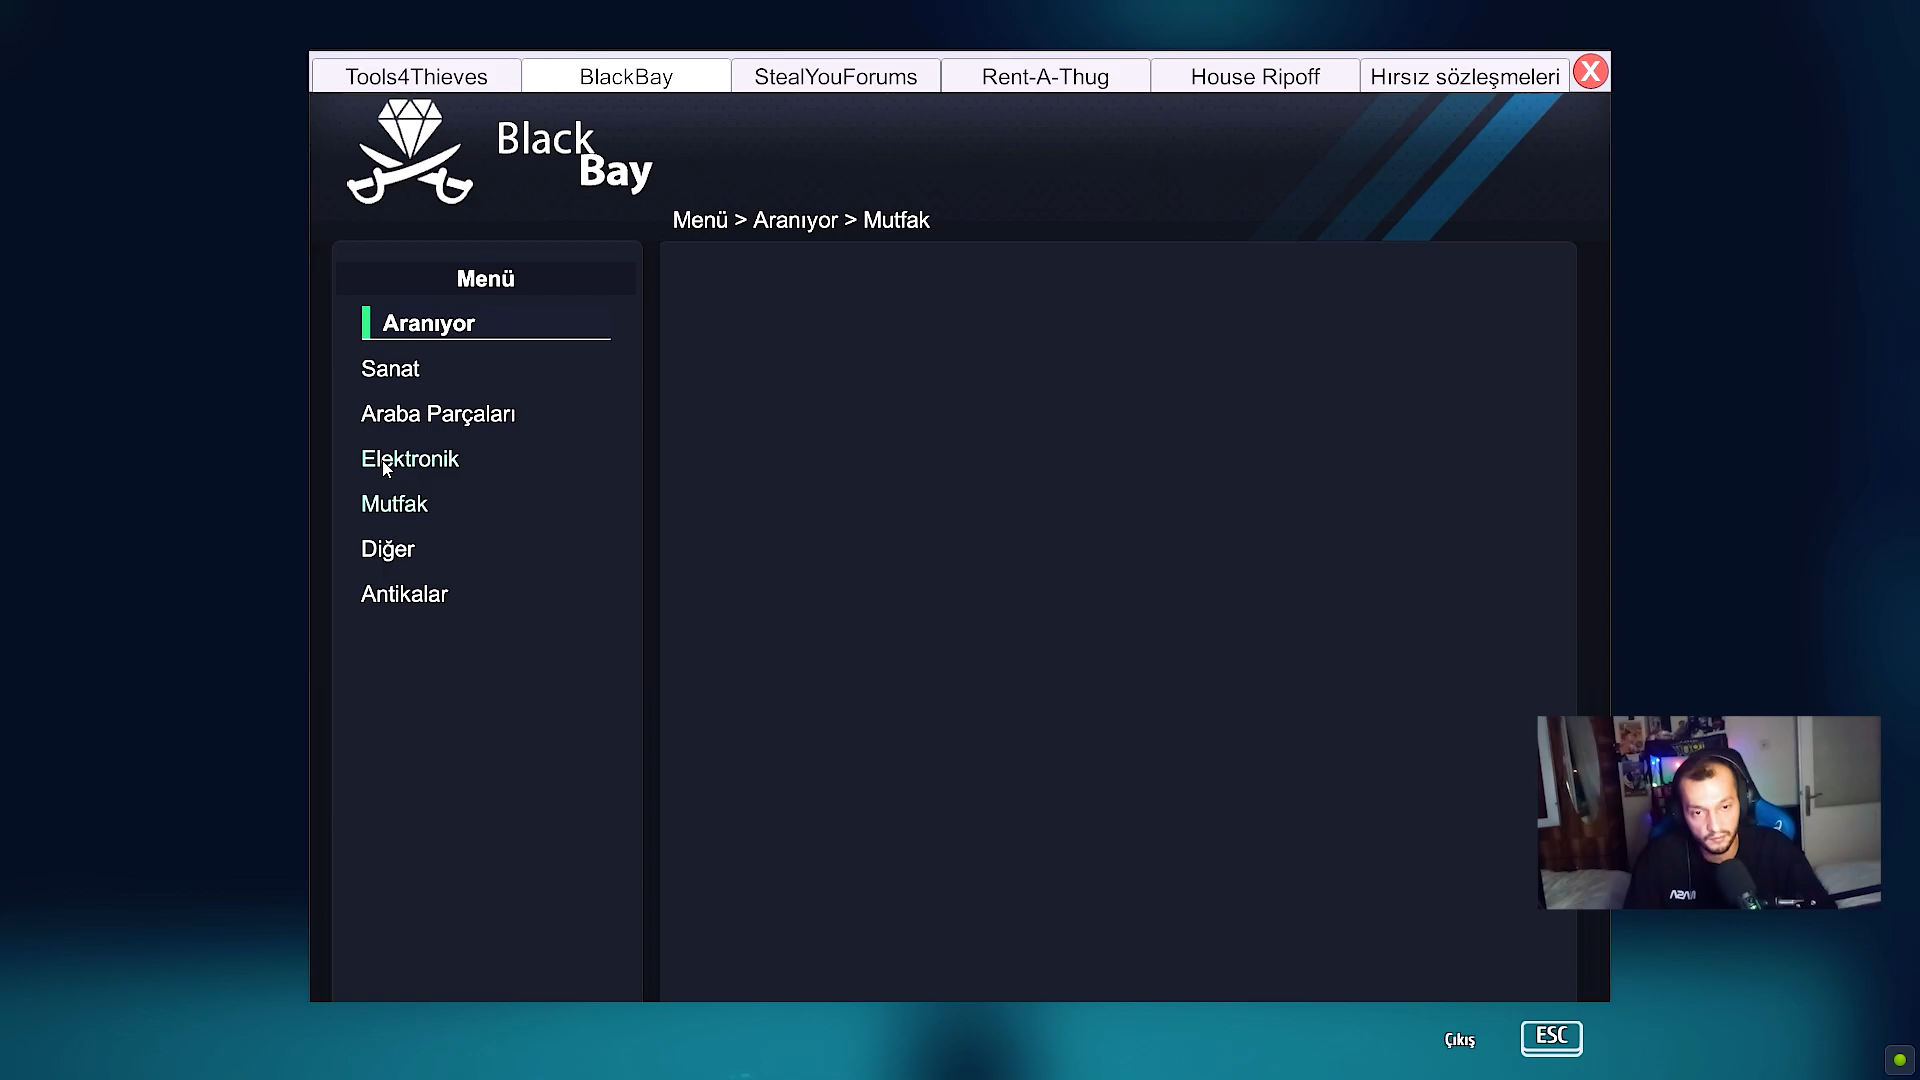 Tools4Thieves
BlackBay
StealYouForums
Rent-A-Thug
House Ripoff
Hırsız sözleşmeleri
X
Black
Bay
Menü > Aranıyor > Mutfak
Menü
Aranıyor
Sanat
Araba Parçaları
Elektronik
Mutfak
Diğer
Antikalar
Çıkış
ESC